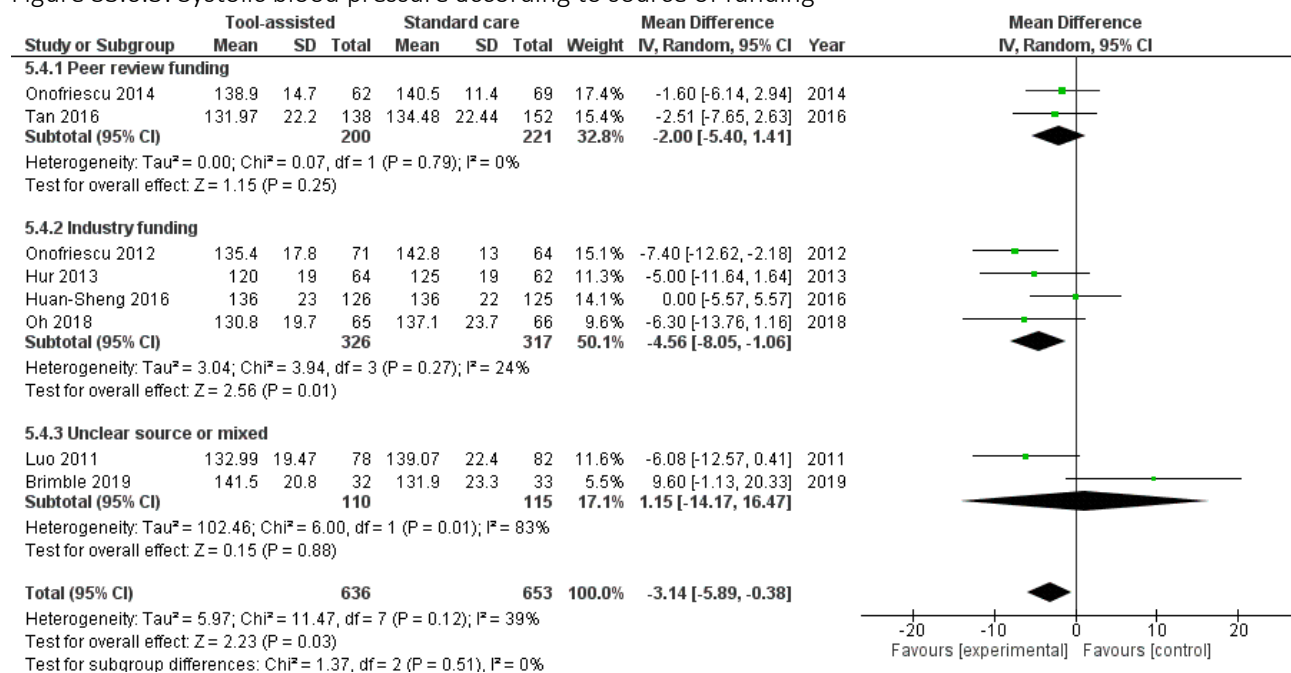 Tool-assisted Standard care Mean Difference Mean Difference
Study or Subgroup Mean SD Total Mean SD Total Weight IV, Random, 95% CI Year IV, Random, 95% CI
5.4.1 Peer review funding
Onofriescu 2014 138.9 14.7 62 140.5 11.4 69 17.4% -1.60 [-6.14, 2.94] 2014
Tan 2016 131.97 22.2 138 134.48 22.44 152 15.4% -2.51 [-7.65, 2.63] 2016
Subtotal (95% CI) 200 221 32.8% -2.00 [-5.40, 1.41]
Heterogeneity: Tau² = 0.00; Chi² = 0.07, df = 1 (P = 0.79); I² = 0%
Test for overall effect: Z = 1.15 (P = 0.25)
5.4.2 Industry funding
Onofriescu 2012 135.4 17.8 71 142.8 13 64 15.1% -7.40 [-12.62, -2.18] 2012
Hur 2013 120 19 64 125 19 62 11.3% -5.00 [-11.64, 1.64] 2013
Huan-Sheng 2016 136 23 126 136 22 125 14.1% 0.00 [-5.57, 5.57] 2016
Oh 2018 130.8 19.7 65 137.1 23.7 66 9.6% -6.30 [-13.76, 1.16] 2018
Subtotal (95% CI) 326 317 50.1% -4.56 [-8.05, -1.06]
Heterogeneity: Tau² = 3.04; Chi² = 3.94, df = 3 (P = 0.27); I² = 24%
Test for overall effect: Z = 2.56 (P = 0.01)
5.4.3 Unclear source or mixed
Luo 2011 132.99 19.47 78 139.07 22.4 82 11.6% -6.08 [-12.57, 0.41] 2011
Brimble 2019 141.5 20.8 32 131.9 23.3 33 5.5% 9.60 [-1.13, 20.33] 2019
Subtotal (95% CI) 110 115 17.1% 1.15 [-14.17, 16.47]
Heterogeneity: Tau² = 102.46; Chi² = 6.00, df = 1 (P = 0.01); I² = 83%
Test for overall effect: Z = 0.15 (P = 0.88)
Total (95% CI) 636 653 100.0% -3.14 [-5.89, -0.38]
Heterogeneity: Tau² = 5.97; Chi² = 11.47, df = 7 (P = 0.12); I² = 39%
Test for overall effect: Z = 2.23 (P = 0.03)
Test for subgroup differences: Chi² = 1.37, df = 2 (P = 0.51), I² = 0%
-20 -10 0 10 20
Favours [experimental] Favours [control]